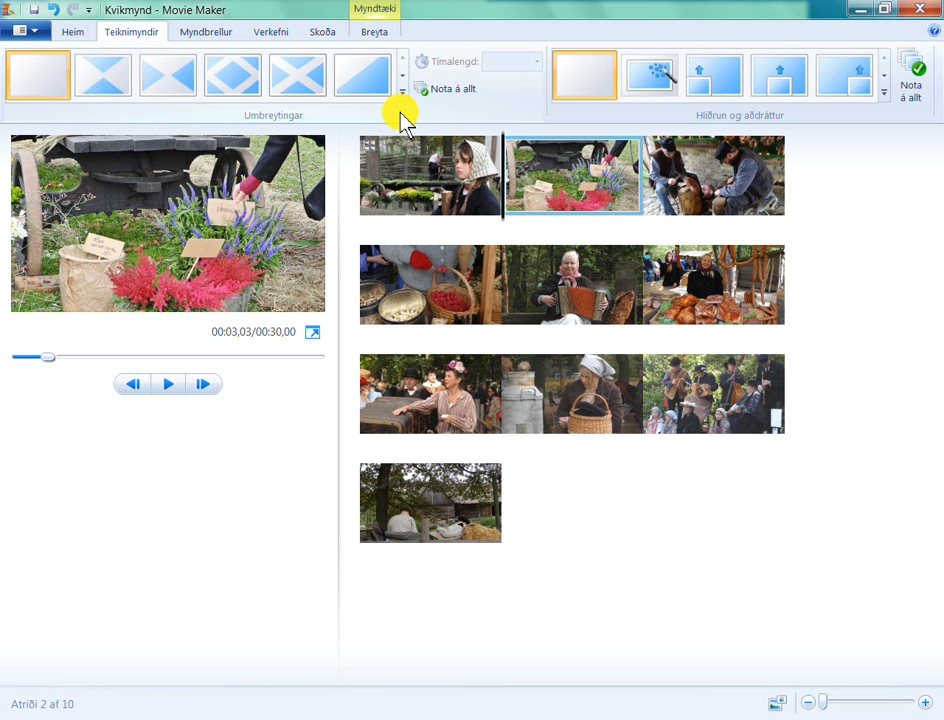 Kvikmynd - Movie Maker
Myndtæki
Heim
Teiknimyndir
Myndbrellur
Verkefni
Skoða
Breyta
Tímalengd:
Nota á allt
Nota
á allt
Umbreytingar
Hliðrun og aðdráttur
00:03,03/00:30,00
Atriði 2 af 10